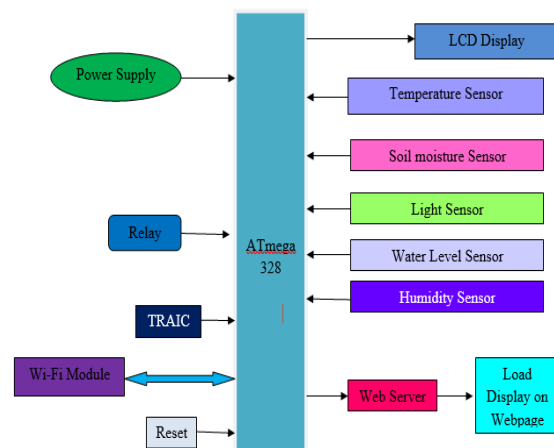 LCD Display
Power Supply
Temperature Sensor
Soil moisture Sensor
Light Sensor
Relay
ATmega
328
Water Level Sensor
Humidity Sensor
TRAIC
Wi-Fi Module
Web Server
Load
Display on
Webpage
Reset